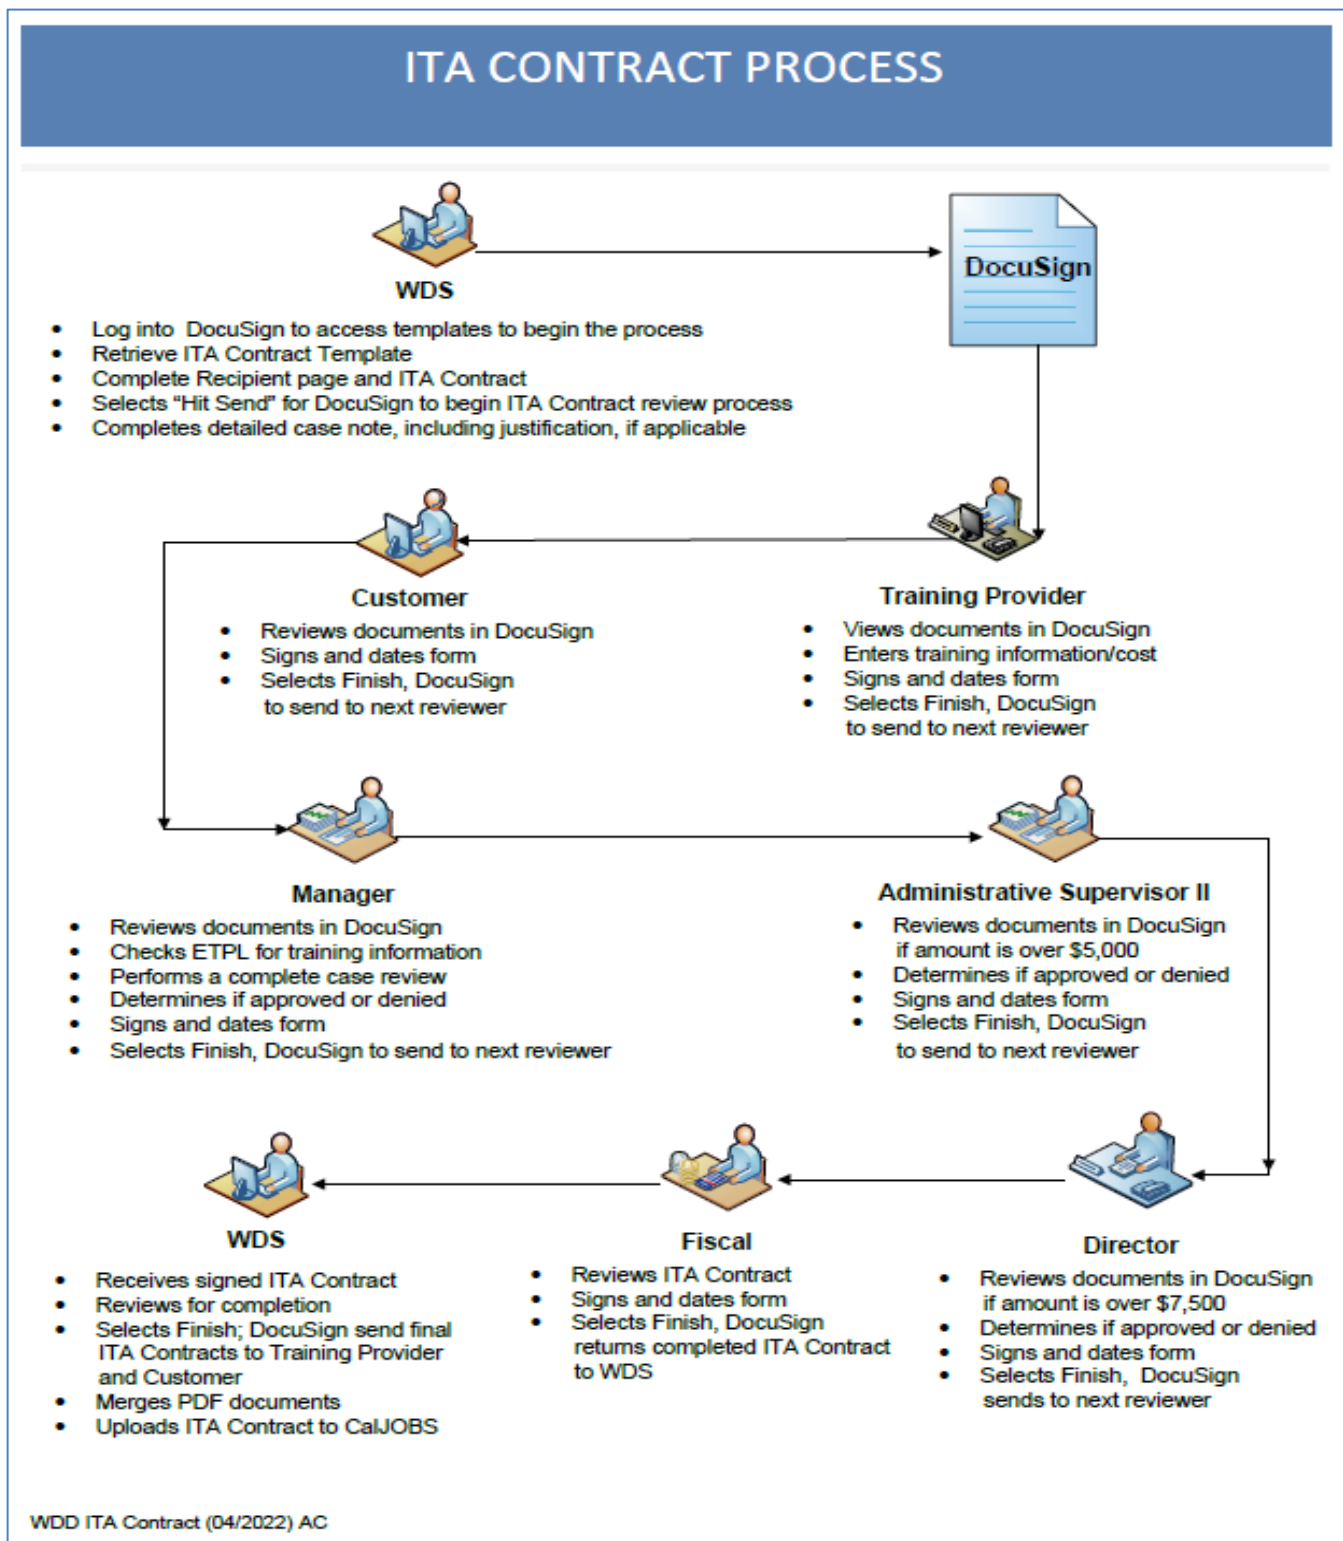 ITA CONTRACT PROCESS
DocuSign
WDS
• Log into DocuSign to access templates to begin the process
• Retrieve ITA Contract Template
• Complete Recipient page and ITA Contract
• Selects “Hit Send” for DocuSign to begin ITA Contract review process
• Completes detailed case note, including justification, if applicable
Customer
• Reviews documents in DocuSign
• Signs and dates form
• Selects Finish, DocuSign
to send to next reviewer
Training Provider
• Views documents in DocuSign
• Enters training information/cost
• Signs and dates form
• Selects Finish, DocuSign
to send to next reviewer
Manager
• Reviews documents in DocuSign
• Checks ETPL for training information
• Performs a complete case review
• Determines if approved or denied
• Signs and dates form
• Selects Finish, DocuSign to send to next reviewer
Administrative Supervisor II
• Reviews documents in DocuSign
if amount is over $5,000
• Determines if approved or denied
• Signs and dates form
• Selects Finish, DocuSign
to send to next reviewer
WDS
• Receives signed ITA Contract
• Reviews for completion
• Selects Finish; DocuSign send final
ITA Contracts to Training Provider
and Customer
• Merges PDF documents
• Uploads ITA Contract to CalJOBS
Fiscal
• Reviews ITA Contract
• Signs and dates form
• Selects Finish, DocuSign
returns completed ITA Contract
to WDS
Director
• Reviews documents in DocuSign
if amount is over $7,500
• Determines if approved or denied
• Signs and dates form
• Selects Finish, DocuSign
sends to next reviewer
WDD ITA Contract (04/2022) AC